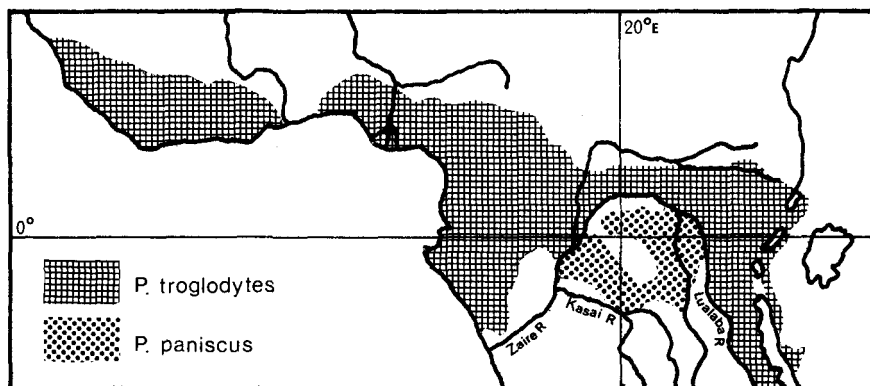 20°E
0°
P. troglodytes
P. paniscus
Zaire R
Kasai R
Lualaba R